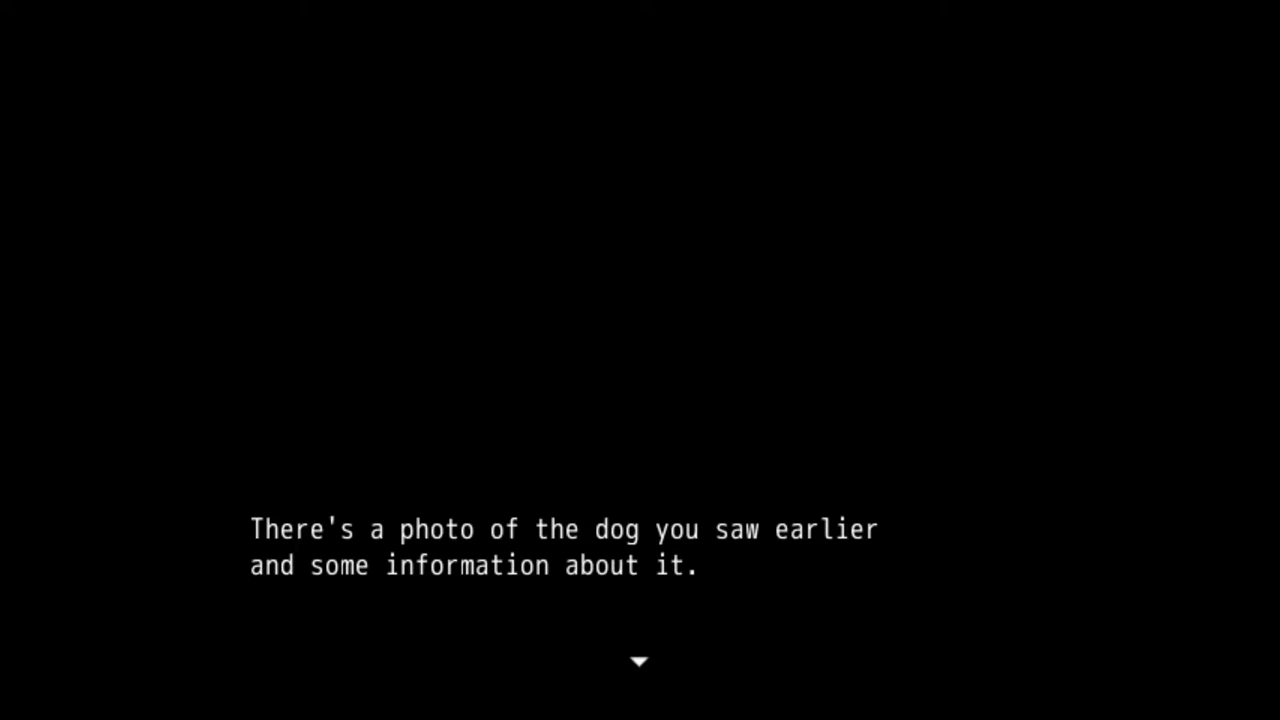 There's a photo of the dog you saw earlier
and some information about it.